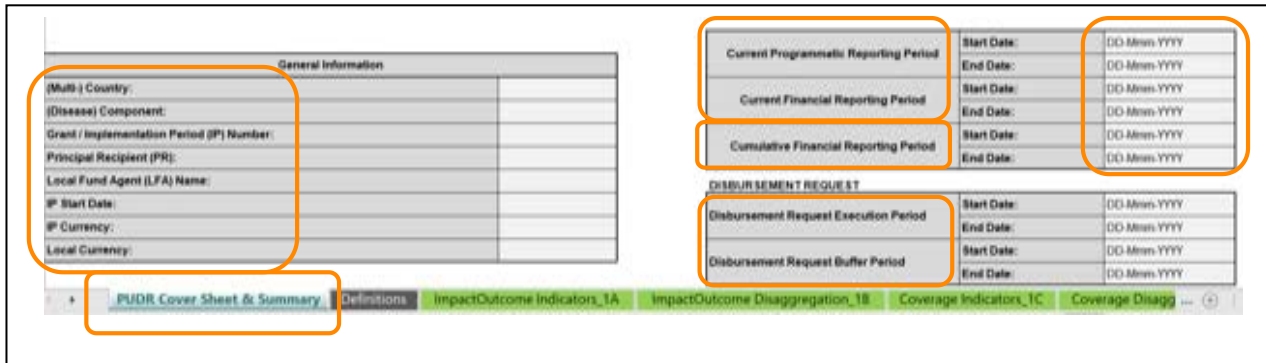 General Information
(Multi-) Country:
(Disease) Component:
Grant / Implementation Period (IP) Number:
Principal Recipient (PR):
Local Fund Agent (LFA) Name:
IP Start Date:
IP Currency:
Local Currency:
Current Programmatic Reporting Period
Start Date: DD-Mmm-YYYY
End Date: DD-Mmm-YYYY
Current Financial Reporting Period
Start Date: DD-Mmm-YYYY
End Date: DD-Mmm-YYYY
Cumulative Financial Reporting Period
Start Date: DD-Mmm-YYYY
End Date: DD-Mmm-YYYY
DISBURSEMENT REQUEST
Disbursement Request Execution Period
Start Date: DD-Mmm-YYYY
End Date: DD-Mmm-YYYY
Disbursement Request Buffer Period
Start Date: DD-Mmm-YYYY
End Date: DD-Mmm-YYYY
PUDR Cover Sheet & Summary Definitions ImpactOutcome Indicators_1A ImpactOutcome Disaggregation_1B Coverage Indicators_1C Coverage Disagg ...